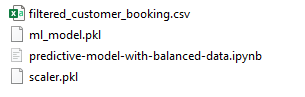 filtered_customer_booking.csv
ml_model.pkl
predictive-model-with-balanced-data.ipynb
scaler.pkl